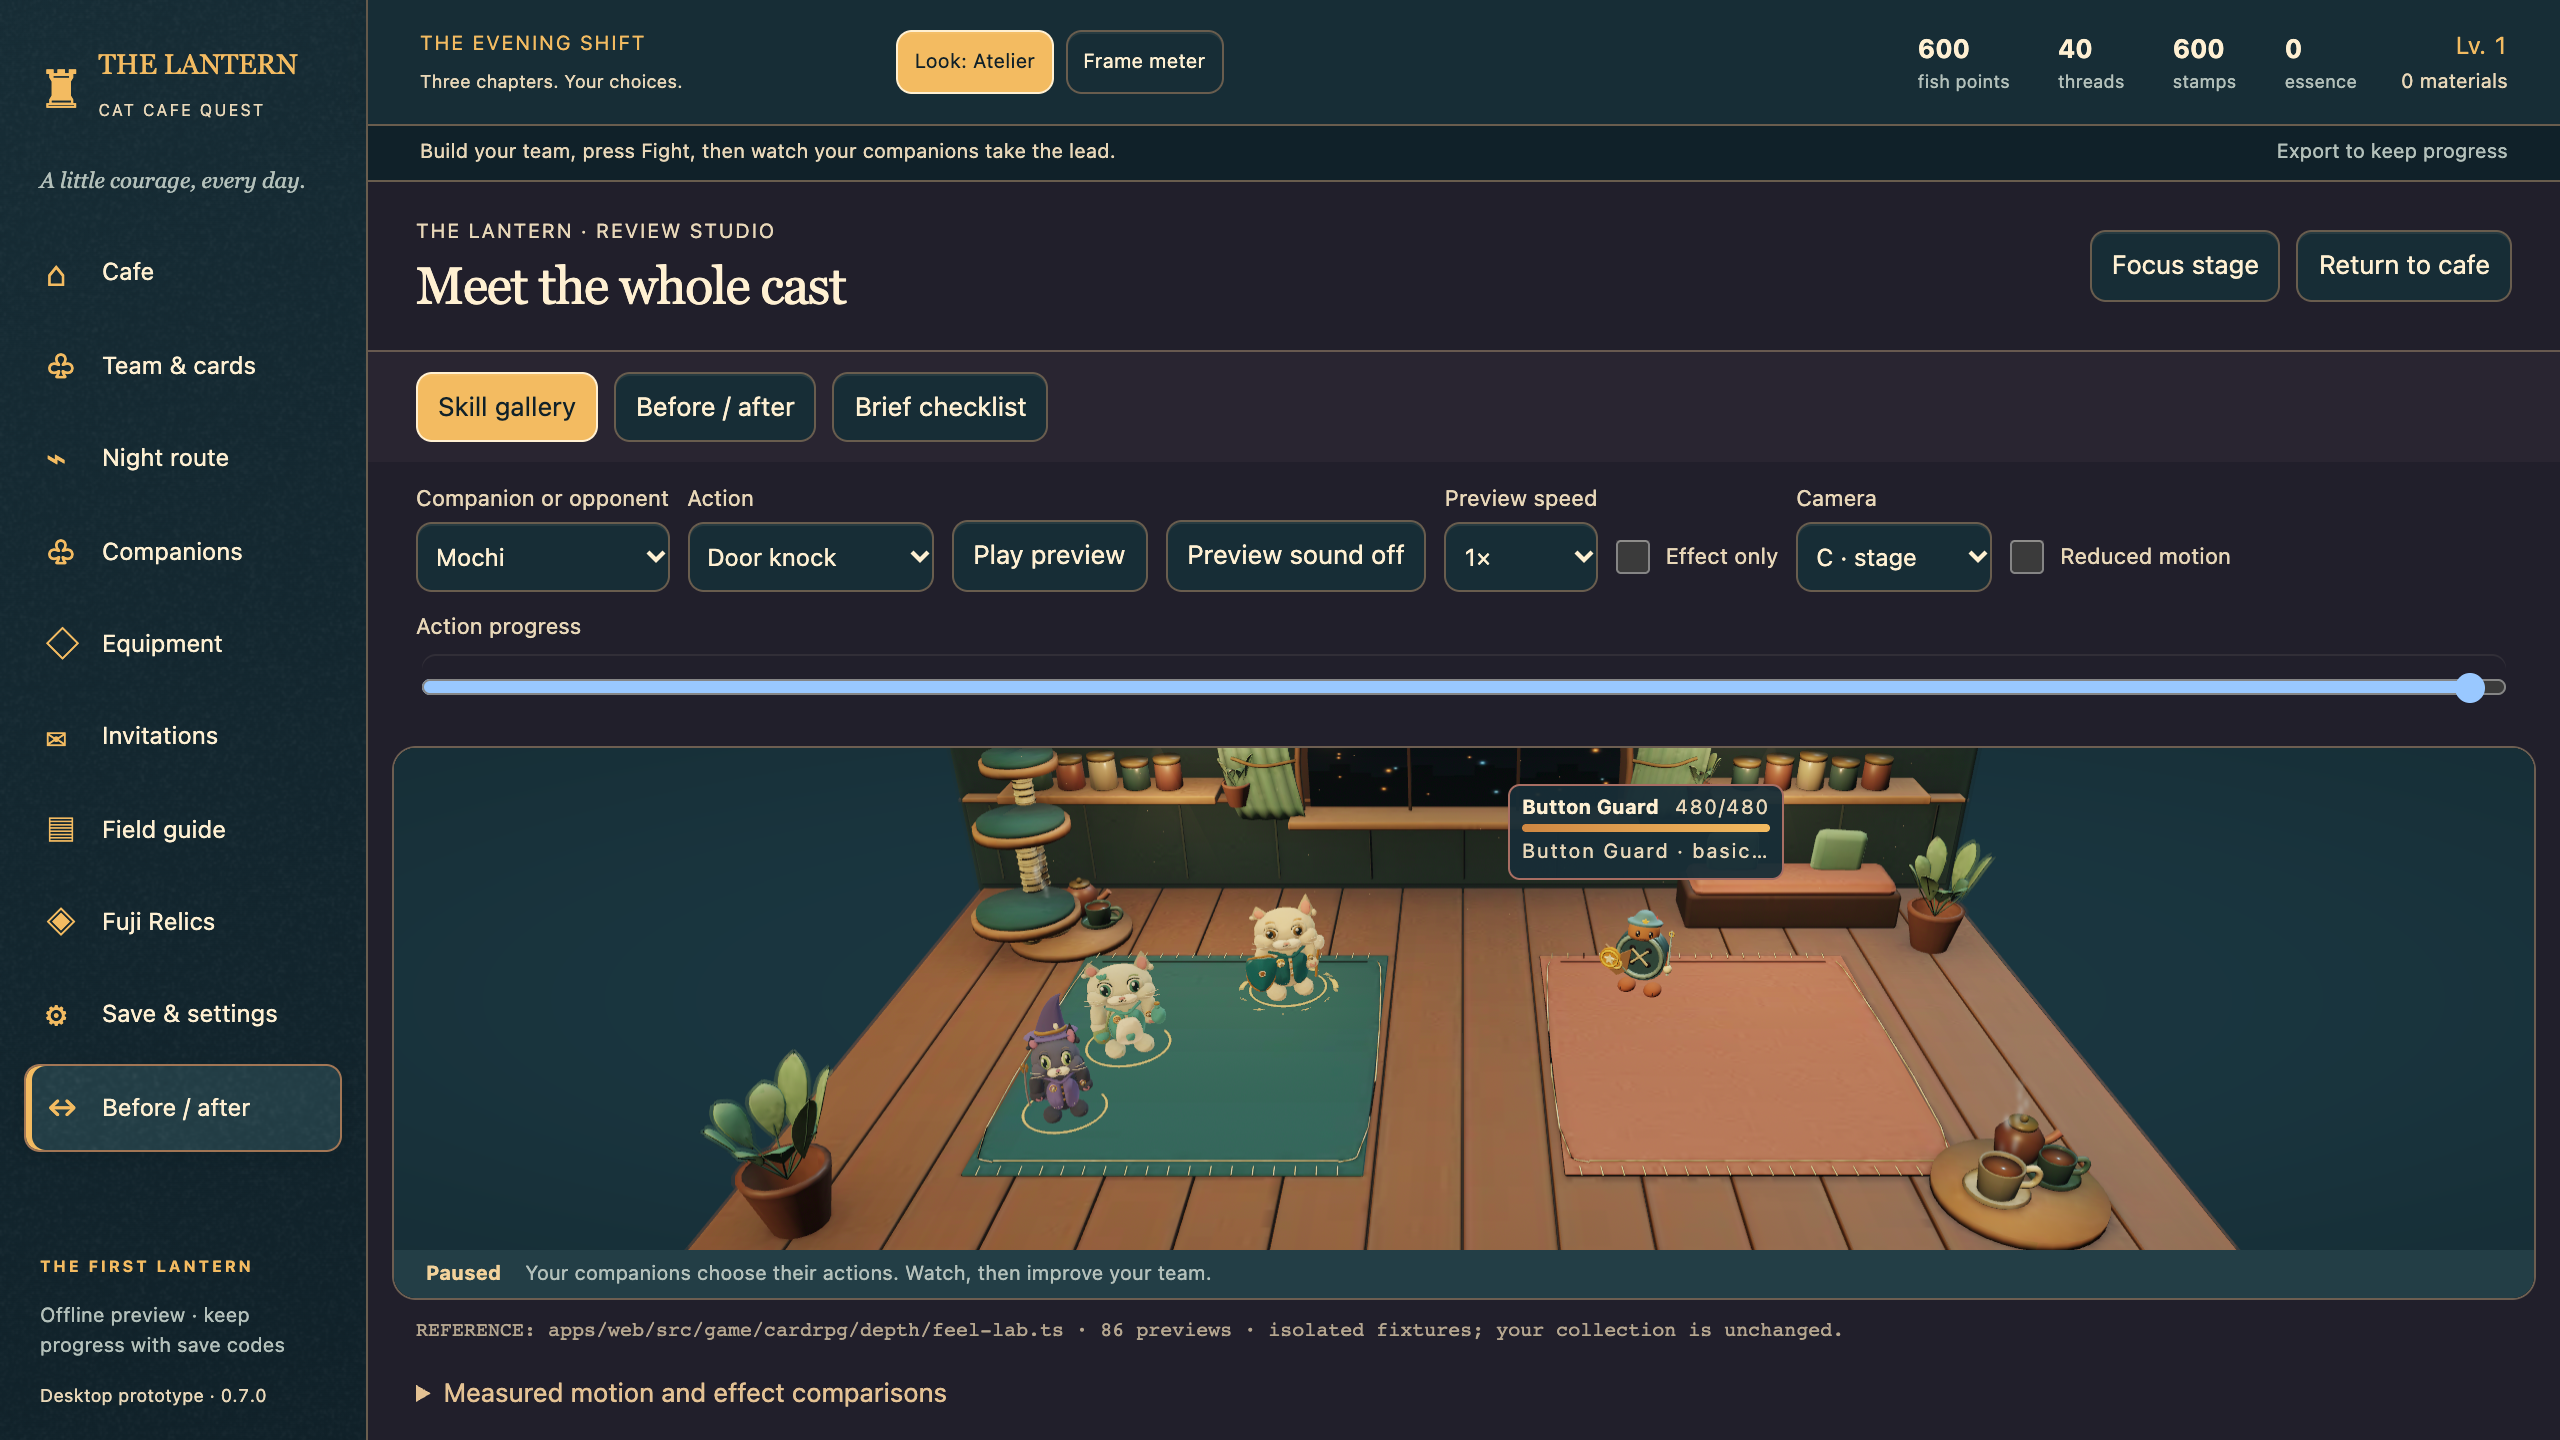 THE LANTERN
CAT CAFE QUEST
A little courage, every day.
Cafe
Team & cards
Night route
Companions
Equipment
Invitations
Field guide
Fuji Relics
Save & settings
Before / after
THE FIRST LANTERN
Offline preview · keep
progress with save codes
Desktop prototype · 0.7.0
THE EVENING SHIFT
Three chapters. Your choices.
Look: Atelier
Frame meter
600 fish points
40 threads
600 stamps
0 essence
Lv. 1
0 materials
Build your team, press Fight, then watch your companions take the lead.
Export to keep progress
THE LANTERN · REVIEW STUDIO
Meet the whole cast
Focus stage
Return to cafe
Skill gallery
Before / after
Brief checklist
Companion or opponent
Mochi
Action
Door knock
Play preview
Preview sound off
Preview speed
1×
Effect only
Camera
C · stage
Reduced motion
Action progress
Button Guard 480/480
Button Guard · basic…
Paused Your companions choose their actions. Watch, then improve your team.
REFERENCE: apps/web/src/game/cardrpg/depth/feel-lab.ts · 86 previews · isolated fixtures; your collection is unchanged.
Measured motion and effect comparisons